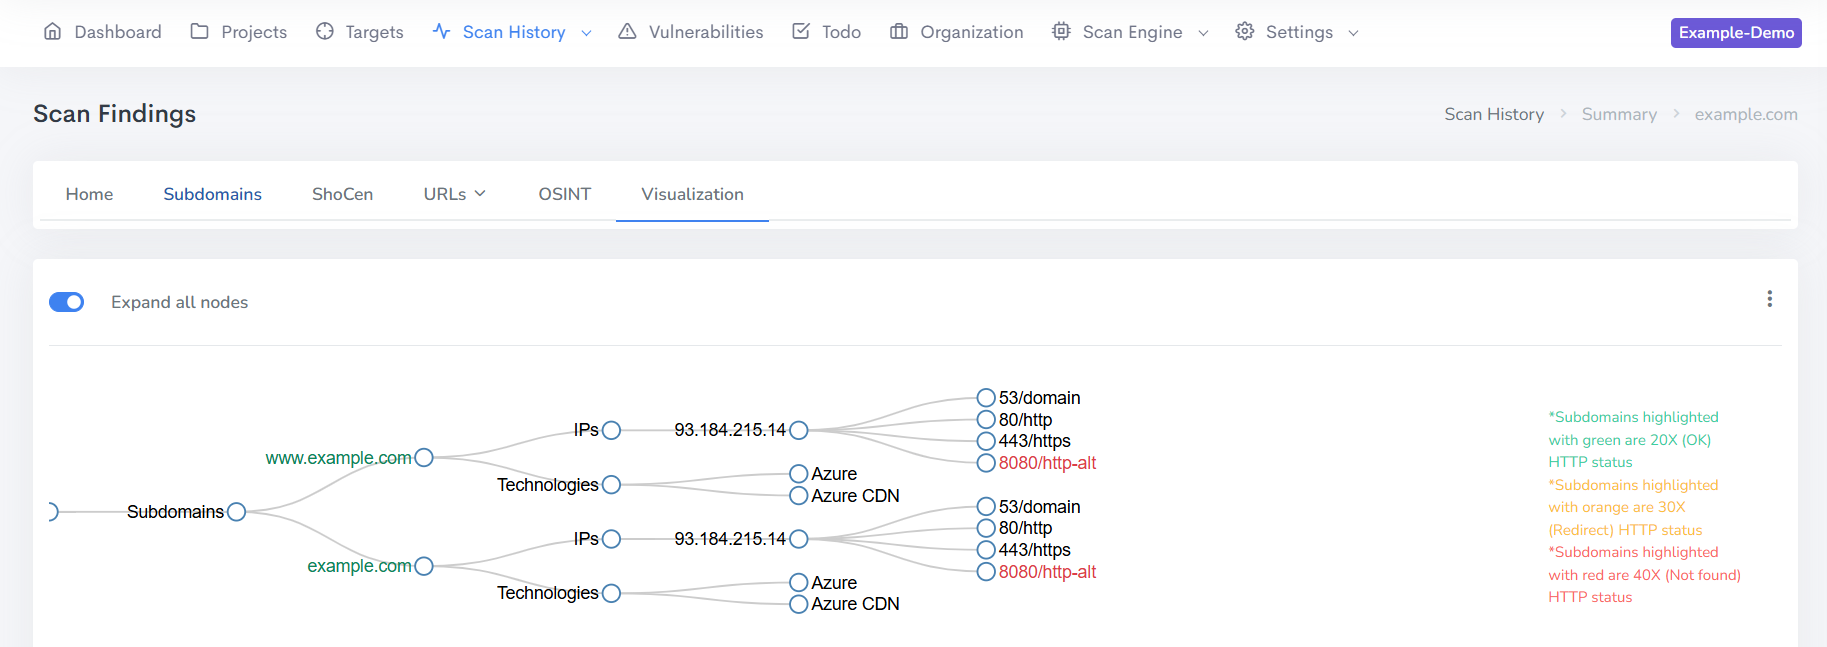 Dashboard Projects Targets Scan History Vulnerabilities Todo Organization Scan Engine Settings Example-Demo
Scan Findings
Scan History Summary example.com
Home Subdomains ShoCen URLs OSINT Visualization
Expand all nodes
Subdomains
www.example.com
IPs
93.184.215.14
53/domain
80/http
443/https
8080/http-alt
Technologies
Azure
Azure CDN
example.com
IPs
93.184.215.14
53/domain
80/http
443/https
8080/http-alt
Technologies
Azure
Azure CDN
*Subdomains highlighted
with green are 20X (OK)
HTTP status
*Subdomains highlighted
with orange are 30X
(Redirect) HTTP status
*Subdomains highlighted
with red are 40X (Not found)
HTTP status